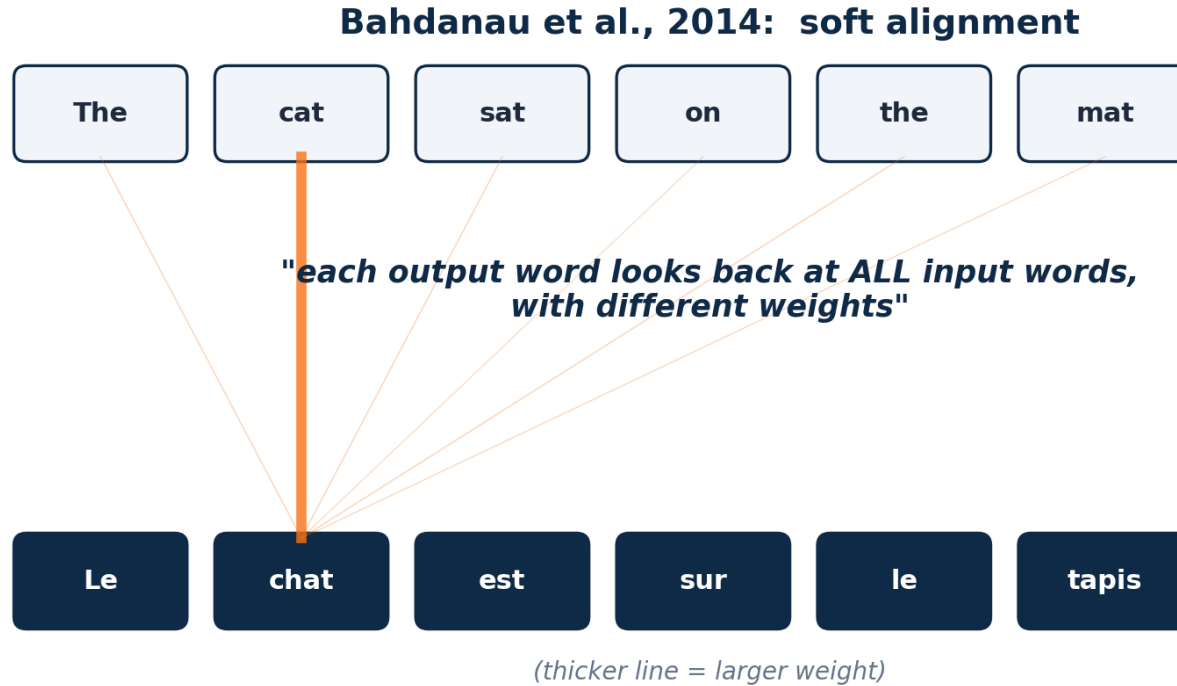 Bahdanau et al., 2014:  soft alignment
The cat sat on the mat
"each output word looks back at ALL input words,
with different weights"
Le chat est sur le tapis
(thicker line = larger weight)